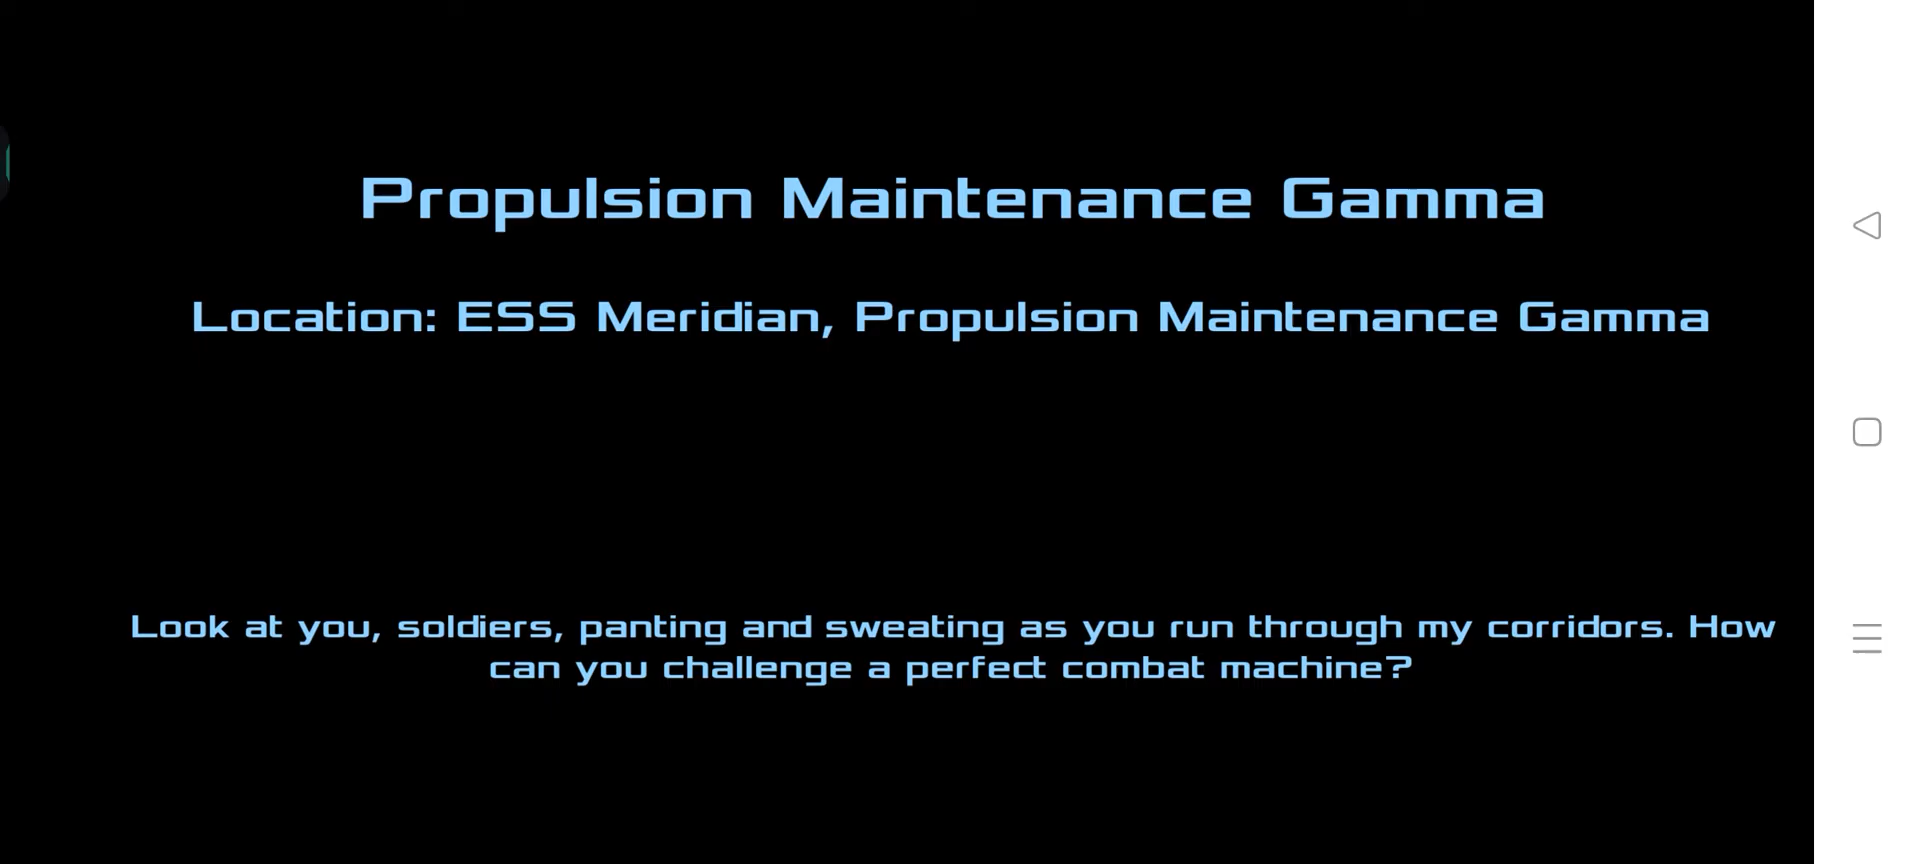 Propulsion Maintenance Gamma
Location: ESS Meridian, Propulsion Maintenance Gamma
Look at you, soldiers, panting and sweating as you run through my corridors. How
can you challenge a perfect combat machine?